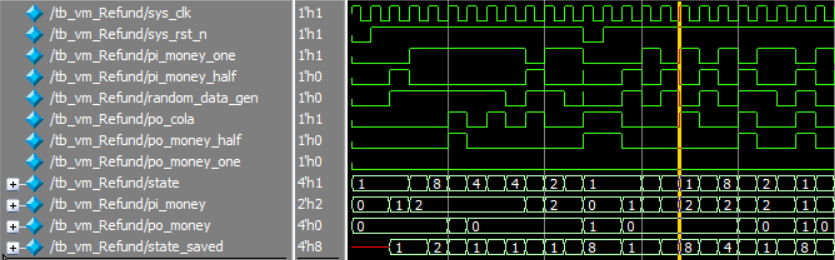 /tb_vm_Refund/sys_clk 1'h1
/tb_vm_Refund/sys_rst_n 1'h1
/tb_vm_Refund/pi_money_one 1'h1
/tb_vm_Refund/pi_money_half 1'h0
/tb_vm_Refund/random_data_gen 1'h0
/tb_vm_Refund/po_cola 1'h1
/tb_vm_Refund/po_money_half 1'h0
/tb_vm_Refund/po_money_one 1'h0
/tb_vm_Refund/state 4'h1 1 8 4 4 2 1 1 8 2 1
/tb_vm_Refund/pi_money 2'h2 0 1 2 2 0 1 2 2 2 1
/tb_vm_Refund/po_money 4'h0 0 0 1 0 0 1 0
/tb_vm_Refund/state_saved 4'h8 1 2 1 1 1 8 1 8 4 1 8